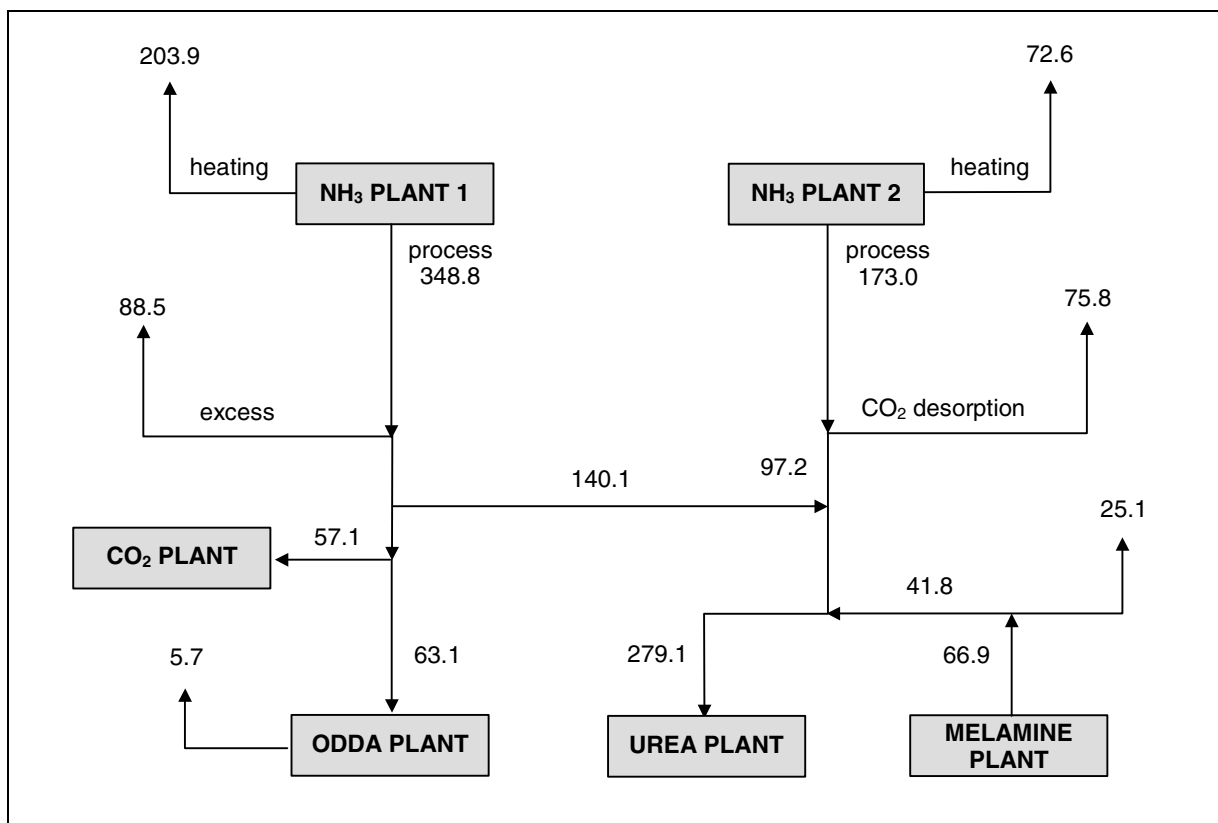 203.9
72.6
heating
heating
NH₃ PLANT 1
NH₃ PLANT 2
process
348.8
process
173.0
88.5
75.8
excess
CO₂ desorption
140.1
97.2
25.1
57.1
CO₂ PLANT
41.8
5.7
63.1
279.1
66.9
ODDA PLANT
UREA PLANT
MELAMINE
PLANT